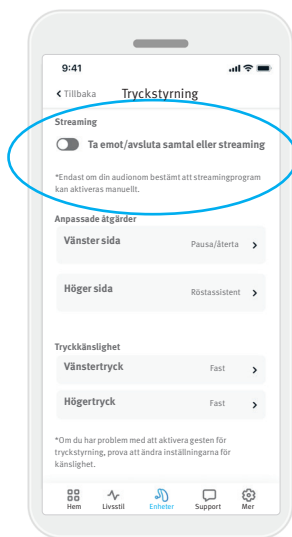 9:41
Tillbaka Tryckstyrning
Streaming
Ta emot/avsluta samtal eller streaming
*Endast om din audionom bestämt att streamingprogram
kan aktiveras manuellt.
Anpassade åtgärder
Vänster sida Pausa/återta
Höger sida Röstassistent
Tryckkänslighet
Vänstertryck Fast
Högertryck Fast
*Om du har problem med att aktivera gesten för
tryckstyrning, prova att ändra inställningarna för
känslighet.
Hem Livsstil Enheter Support Mer